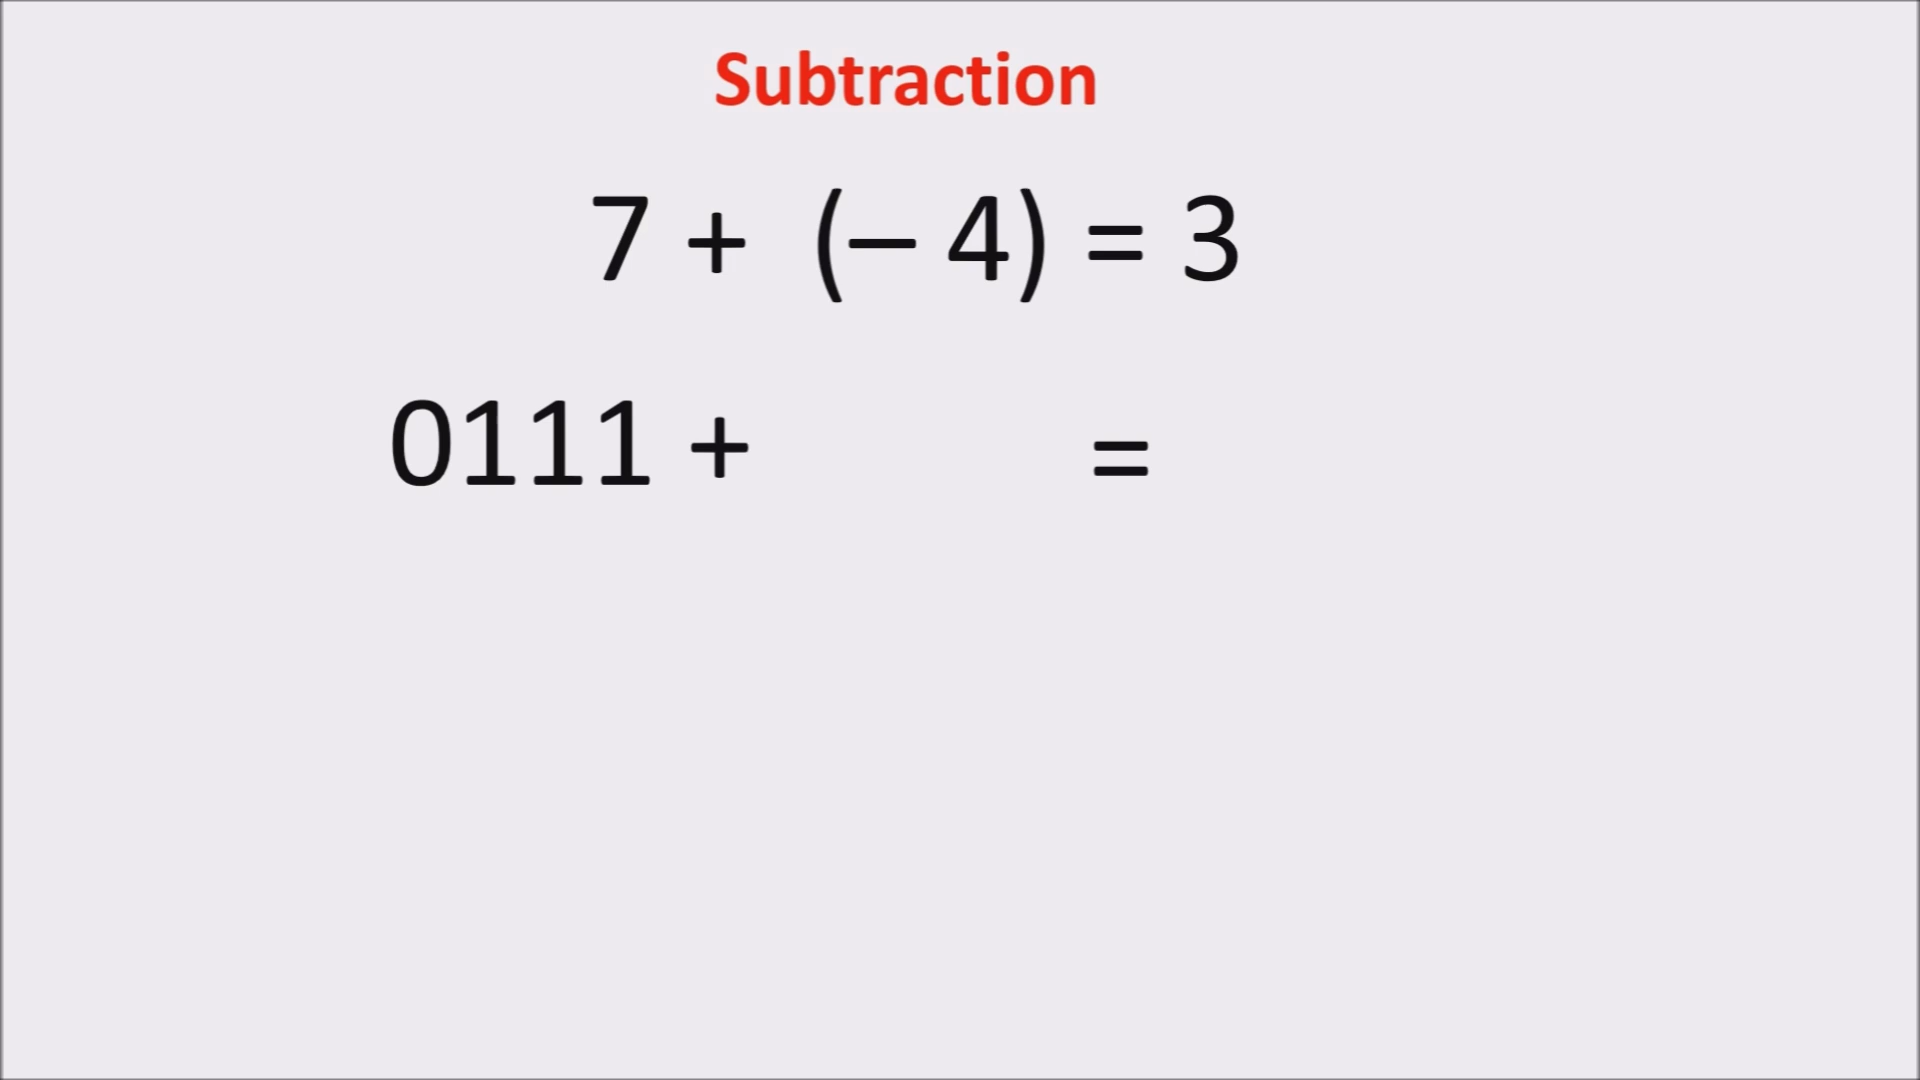 Subtraction
7 + (– 4) = 3
0111 + =